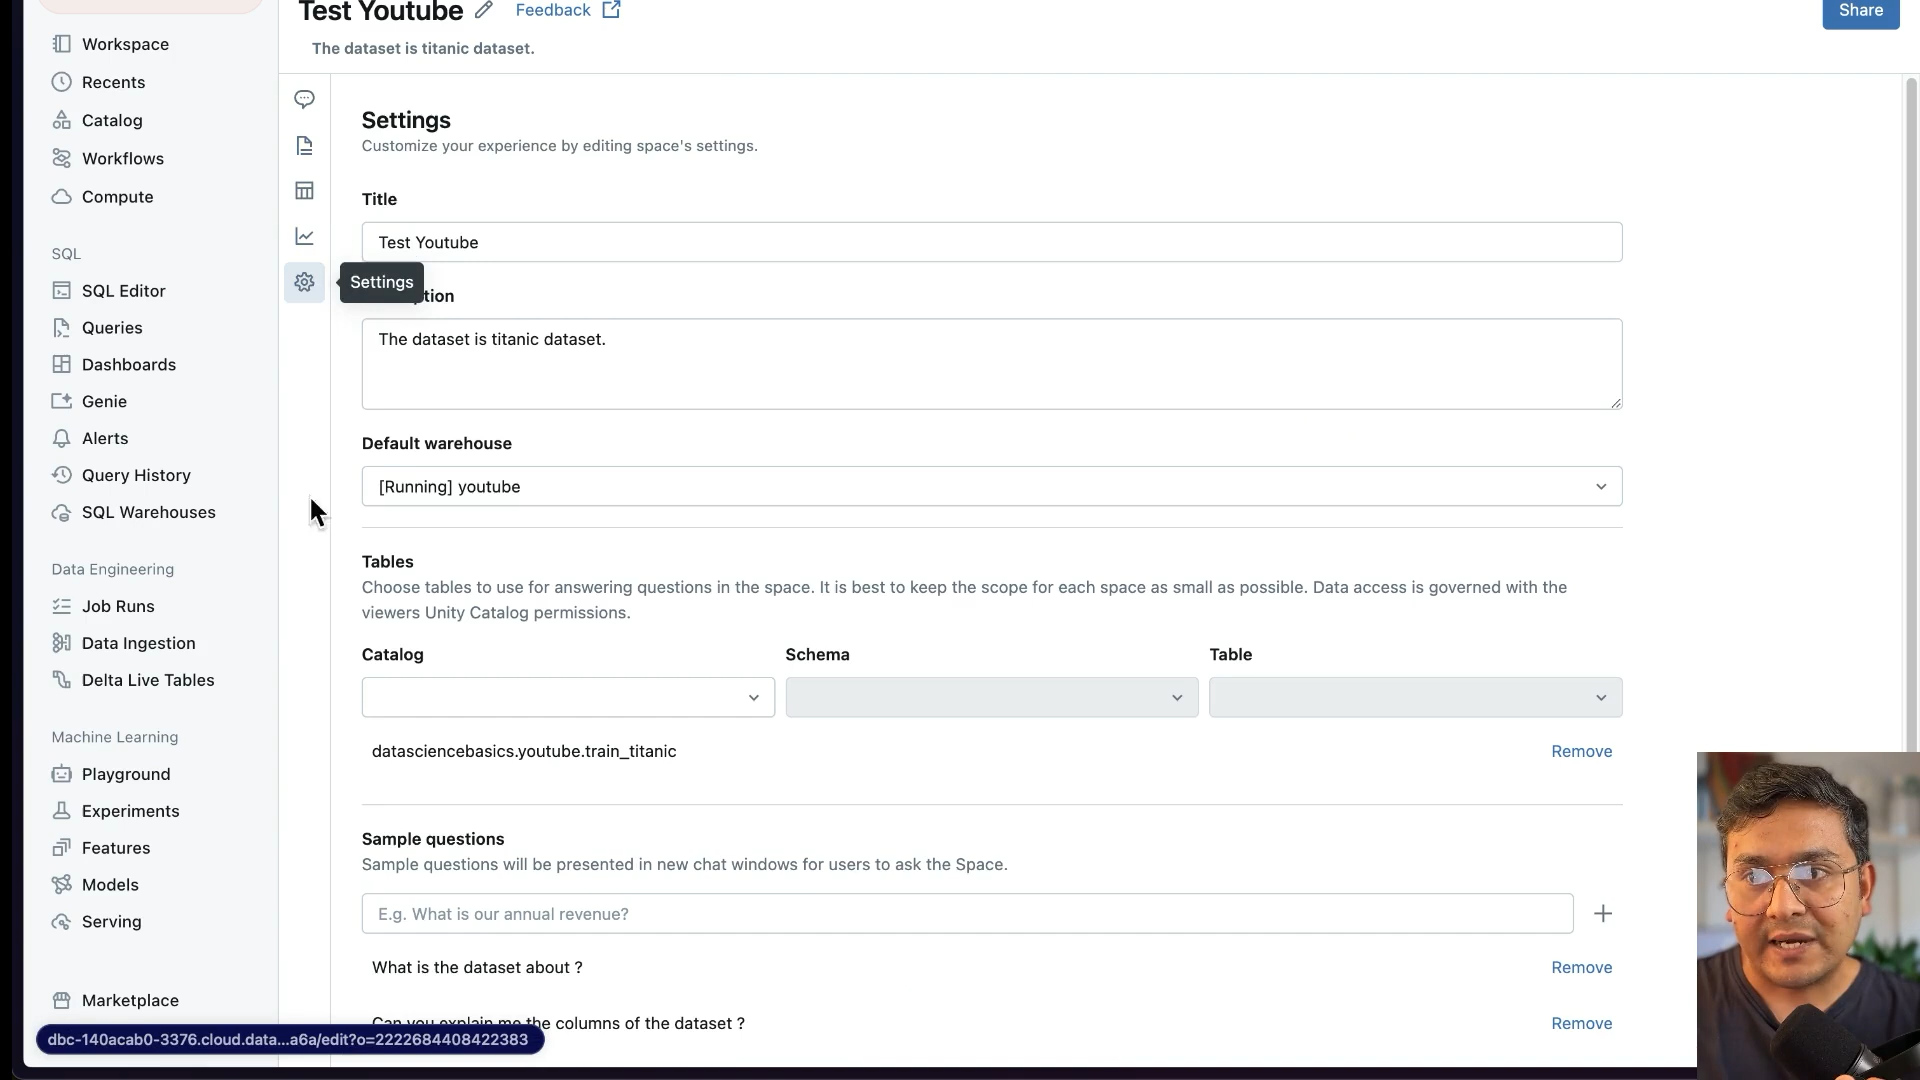 Test Youtube
Feedback
Share
The dataset is titanic dataset.
Workspace
Recents
Catalog
Workflows
Compute
SQL
SQL Editor
Queries
Dashboards
Genie
Alerts
Query History
SQL Warehouses
Data Engineering
Job Runs
Data Ingestion
Delta Live Tables
Machine Learning
Playground
Experiments
Features
Models
Serving
Marketplace
dbc-140acab0-3376.cloud.data...a6a/edit?o=2222684408422383
Settings
Customize your experience by editing space's settings.
Title
Test Youtube
Settings
tion
The dataset is titanic dataset.
Default warehouse
[Running] youtube
Tables
Choose tables to use for answering questions in the space. It is best to keep the scope for each space as small as possible. Data access is governed with the
viewers Unity Catalog permissions.
Catalog Schema Table
datasciencebasics.youtube.train_titanic Remove
Sample questions
Sample questions will be presented in new chat windows for users to ask the Space.
E.g. What is our annual revenue?
What is the dataset about ? Remove
Can you explain me the columns of the dataset ? Remove